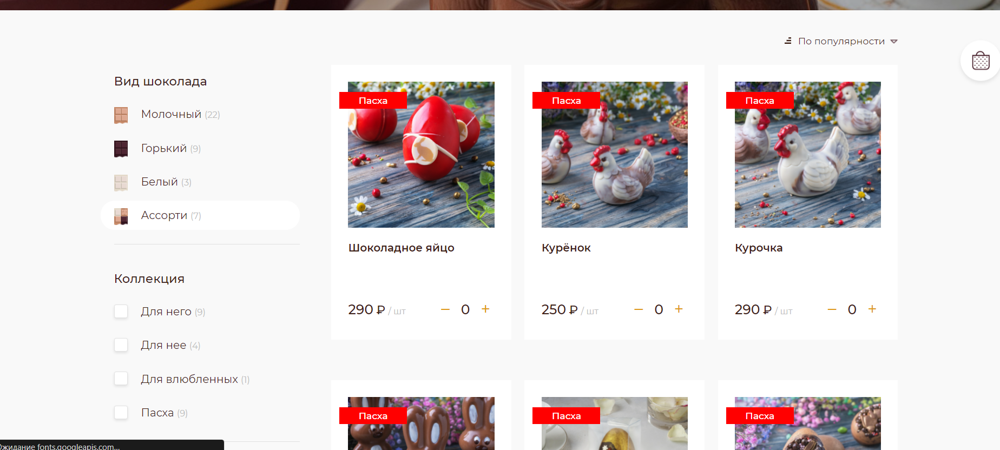 По популярности
Вид шоколада
Молочный (22)
Горький (9)
Белый (3)
Ассорти (7)
Коллекция
Для него (9)
Для нее (4)
Для влюбленных (1)
Пасха (9)
Пасха
Шоколадное яйцо
290 ₽ / шт – 0 +
Пасха
Курёнок
250 ₽ / шт – 0 +
Пасха
Курочка
290 ₽ / шт – 0 +
Пасха
Пасха
Пасха
Ожидание fonts.googleapis.com...